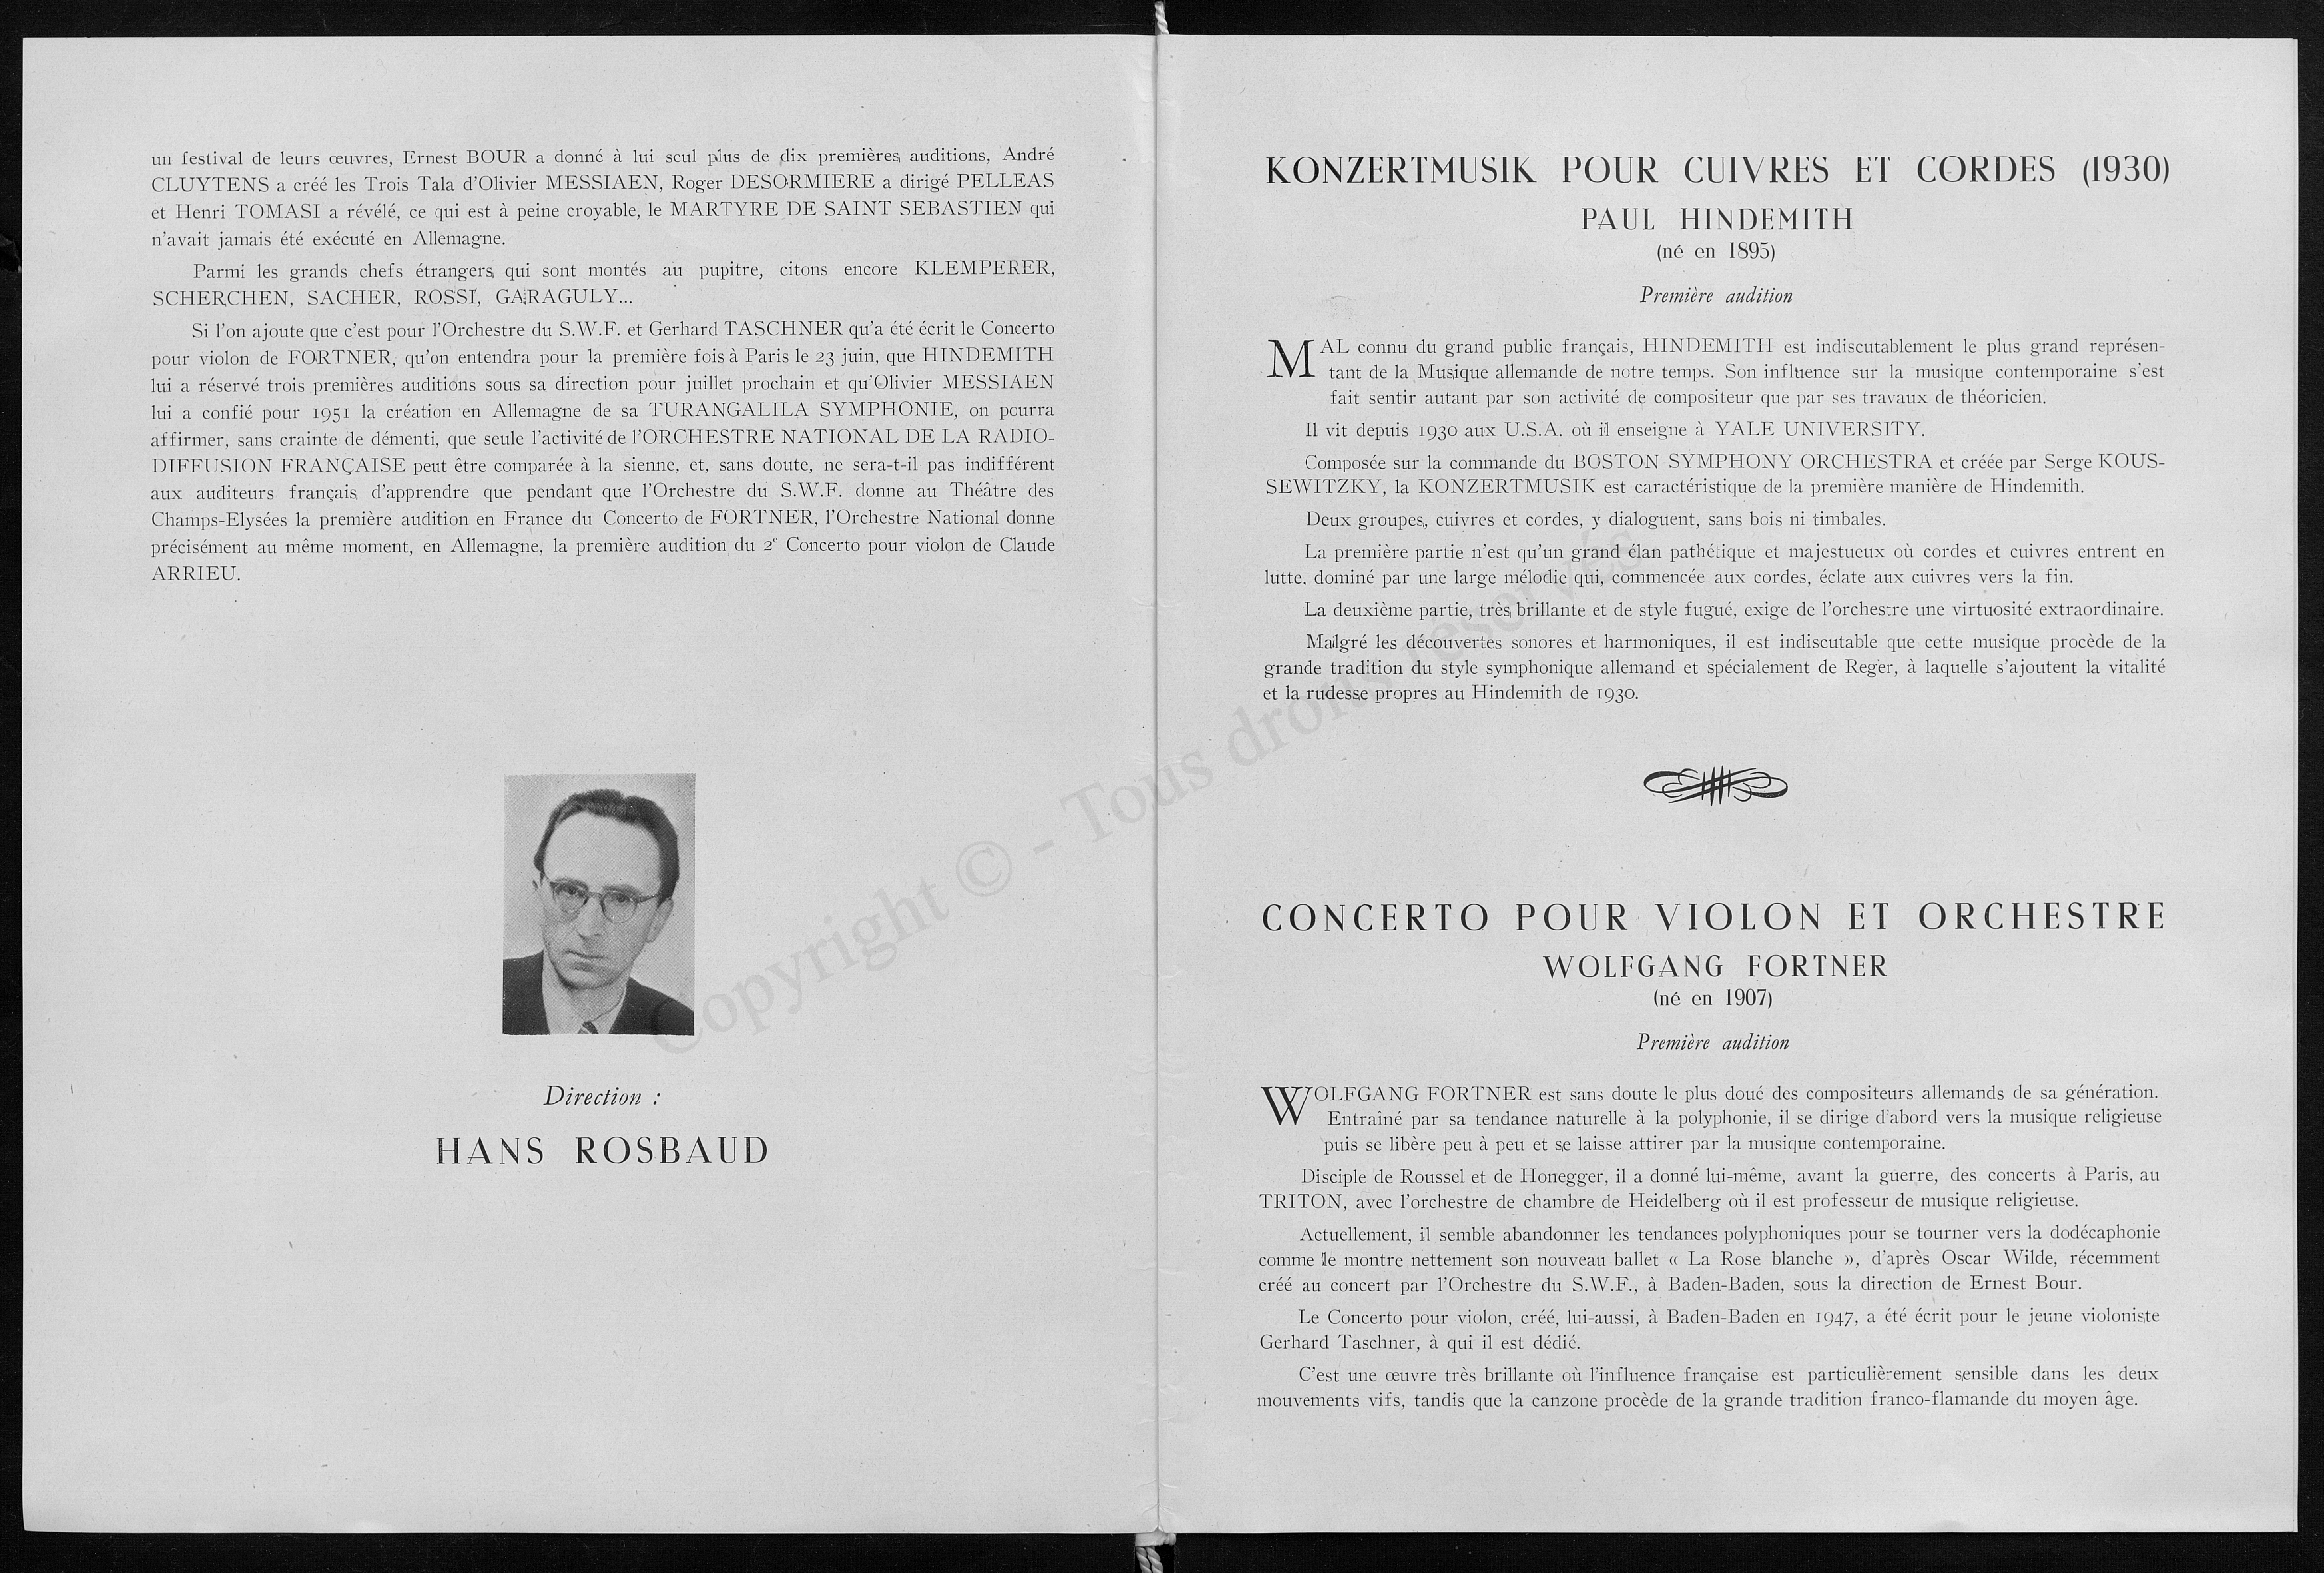 un festival de leurs œuvres, Ernest BOUR a donné à lui seul plus de dix premières auditions, André
CLUYTENS a créé les Trois Tala d'Olivier MESSIAEN, Roger DESORMIERE a dirigé PELLEAS
et Henri TOMASI a révélé, ce qui est à peine croyable, le MARTYRE DE SAINT SEBASTIEN qui
n'avait jamais été exécuté en Allemagne.
Parmi les grands chefs étrangers qui sont montés au pupitre, citons encore KLEMPERER,
SCHERCHEN, SACHER, ROSSI, GARAGULY...
Si l'on ajoute que c'est pour l'Orchestre du S.W.F. et Gerhard TASCHNER qu'a été écrit le Concerto
pour violon de FORTNER, qu'on entendra pour la première fois à Paris le 23 juin, que HINDEMITH
lui a réservé trois premières auditions sous sa direction pour juillet prochain et qu'Olivier MESSIAEN
lui a confié pour 1951 la création en Allemagne de sa TURANGALILA SYMPHONIE, on pourra
affirmer, sans crainte de démenti, que seule l'activité de l'ORCHESTRE NATIONAL DE LA RADIO-
DIFFUSION FRANÇAISE peut être comparée à la sienne, et, sans doute, ne sera-t-il pas indifférent
aux auditeurs français d'apprendre que pendant que l'Orchestre du S.W.F. donne au Théâtre des
Champs-Elysées la première audition en France du Concerto de FORTNER, l'Orchestre National donne
précisément au même moment, en Allemagne, la première audition du 2e Concerto pour violon de Claude
ARRIEU.
Direction :
HANS ROSBAUD
KONZERTMUSIK POUR CUIVRES ET CORDES (1930)
PAUL HINDEMITH
(né en 1895)
Première audition
MAL connu du grand public français, HINDEMITH est indiscutablement le plus grand représen-
tant de la Musique allemande de notre temps. Son influence sur la musique contemporaine s'est
fait sentir autant par son activité de compositeur que par ses travaux de théoricien.
Il vit depuis 1930 aux U.S.A. où il enseigne à YALE UNIVERSITY.
Composée sur la commande du BOSTON SYMPHONY ORCHESTRA et créée par Serge KOUS-
SEWITZKY, la KONZERTMUSIK est caractéristique de la première manière de Hindemith.
Deux groupes, cuivres et cordes, y dialoguent, sans bois ni timbales.
La première partie n'est qu'un grand élan pathétique et majestueux où cordes et cuivres entrent en
lutte, dominé par une large mélodie qui, commencée aux cordes, éclate aux cuivres vers la fin.
La deuxième partie, très brillante et de style fugué, exige de l'orchestre une virtuosité extraordinaire.
Malgré les découvertes sonores et harmoniques, il est indiscutable que cette musique procède de la
grande tradition du style symphonique allemand et spécialement de Reger, à laquelle s'ajoutent la vitalité
et la rudesse propres au Hindemith de 1930.
CONCERTO POUR VIOLON ET ORCHESTRE
WOLFGANG FORTNER
(né en 1907)
Première audition
WOLFGANG FORTNER est sans doute le plus doué des compositeurs allemands de sa génération.
Entraîné par sa tendance naturelle à la polyphonie, il se dirige d'abord vers la musique religieuse
puis se libère peu à peu et se laisse attirer par la musique contemporaine.
Disciple de Roussel et de Honegger, il a donné lui-même, avant la guerre, des concerts à Paris, au
TRITON, avec l'orchestre de chambre de Heidelberg où il est professeur de musique religieuse.
Actuellement, il semble abandonner les tendances polyphoniques pour se tourner vers la dodécaphonie
comme le montre nettement son nouveau ballet « La Rose blanche », d'après Oscar Wilde, récemment
créé au concert par l'Orchestre du S.W.F., à Baden-Baden, sous la direction de Ernest Bour.
Le Concerto pour violon, créé, lui-aussi, à Baden-Baden en 1947, a été écrit pour le jeune violoniste
Gerhard Taschner, à qui il est dédié.
C'est une œuvre très brillante où l'influence française est particulièrement sensible dans les deux
mouvements vifs, tandis que la canzone procède de la grande tradition franco-flamande du moyen âge.
Copyright © - Tous droits réservés